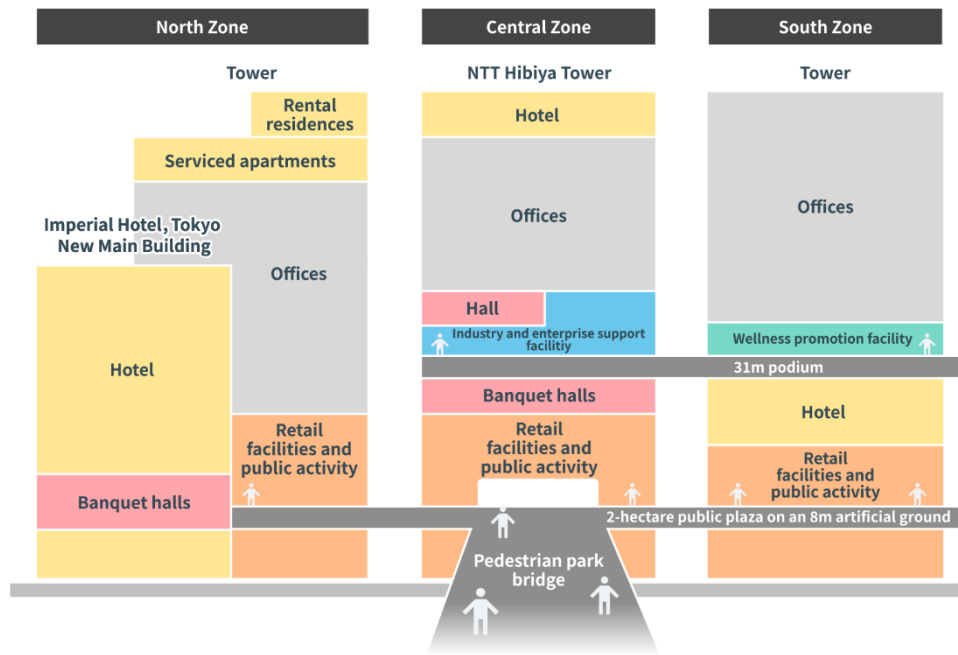 North Zone
Central Zone
South Zone
Tower
NTT Hibiya Tower
Tower
Rental
residences
Serviced apartments
Imperial Hotel, Tokyo
New Main Building
Offices
Hotel
Banquet halls
Retail
facilities and
public activity
Hotel
Offices
Hall
Industry and enterprise support
facilitiy
31m podium
Banquet halls
Retail
facilities and
public activity
Pedestrian park
bridge
Offices
Wellness promotion facility
Hotel
Retail
facilities and
public activity
2-hectare public plaza on an 8m artificial ground